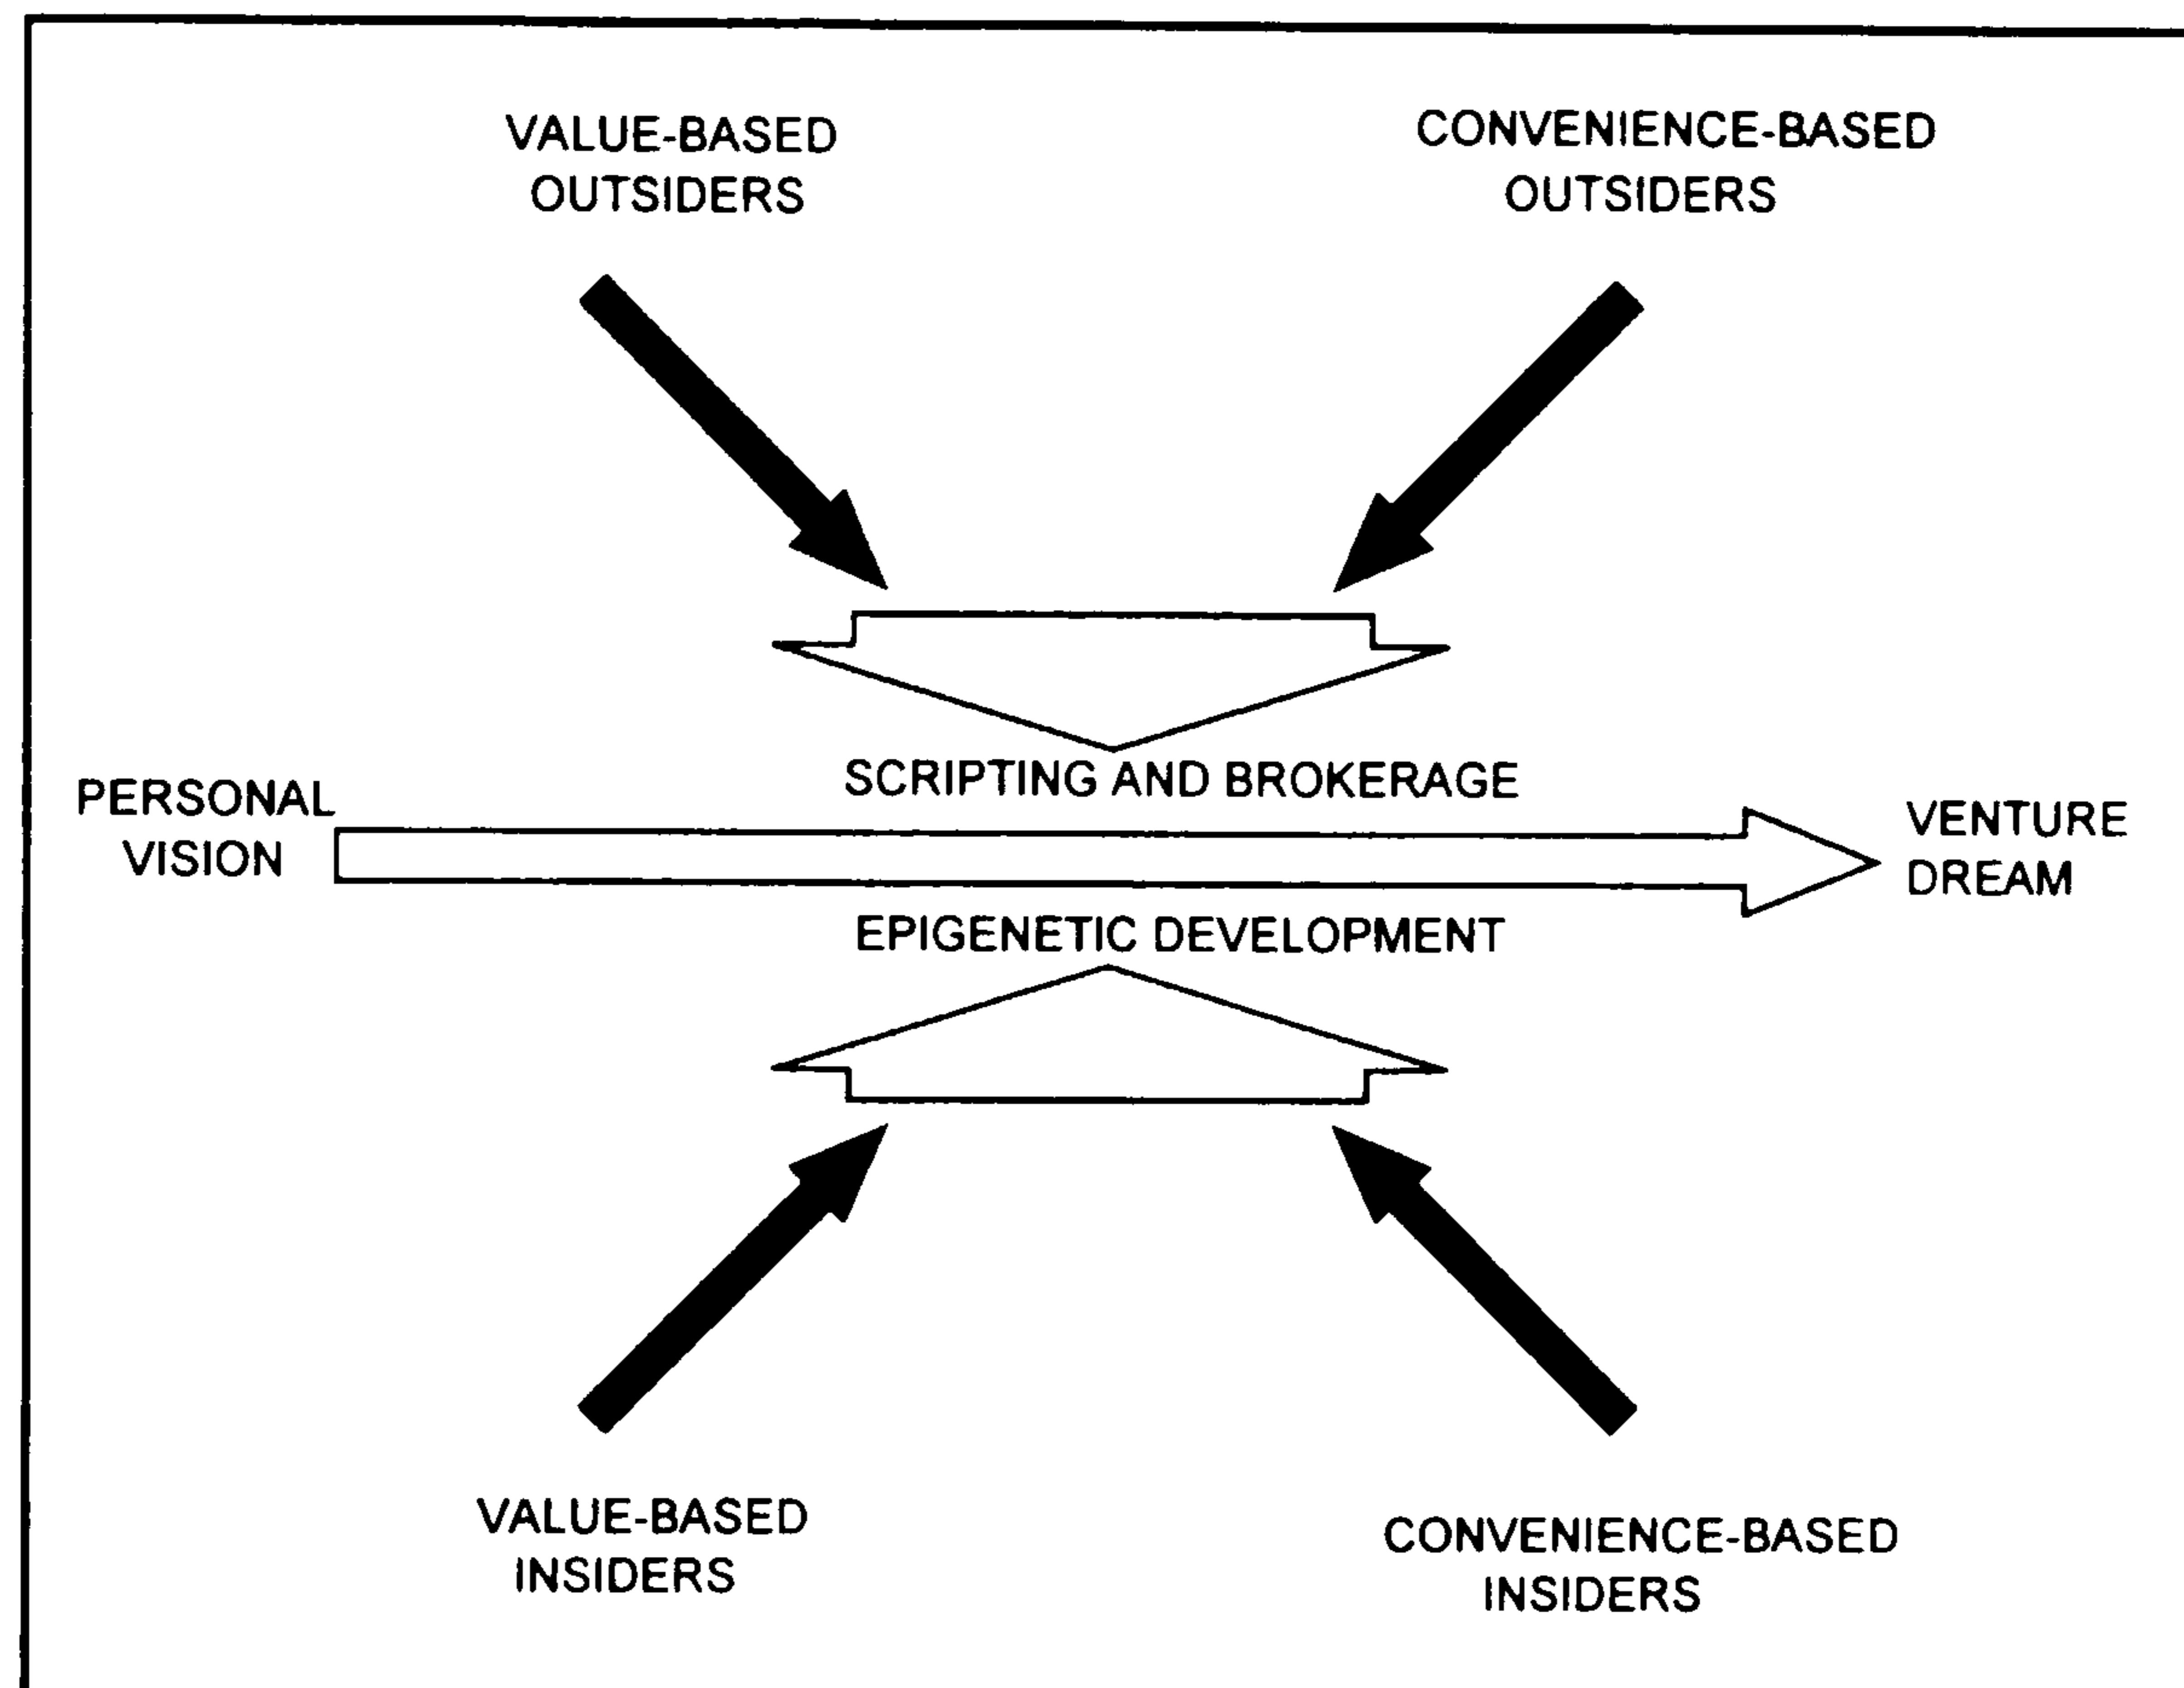 VALUE-BASED
OUTSIDERS
CONVENIENCE-BASED
OUTSIDERS
SCRIPTING AND BROKERAGE
PERSONAL
VISION
VENTURE
DREAM
EPIGENETIC DEVELOPMENT
VALUE-BASED
INSIDERS
CONVENIENCE-BASED
INSIDERS